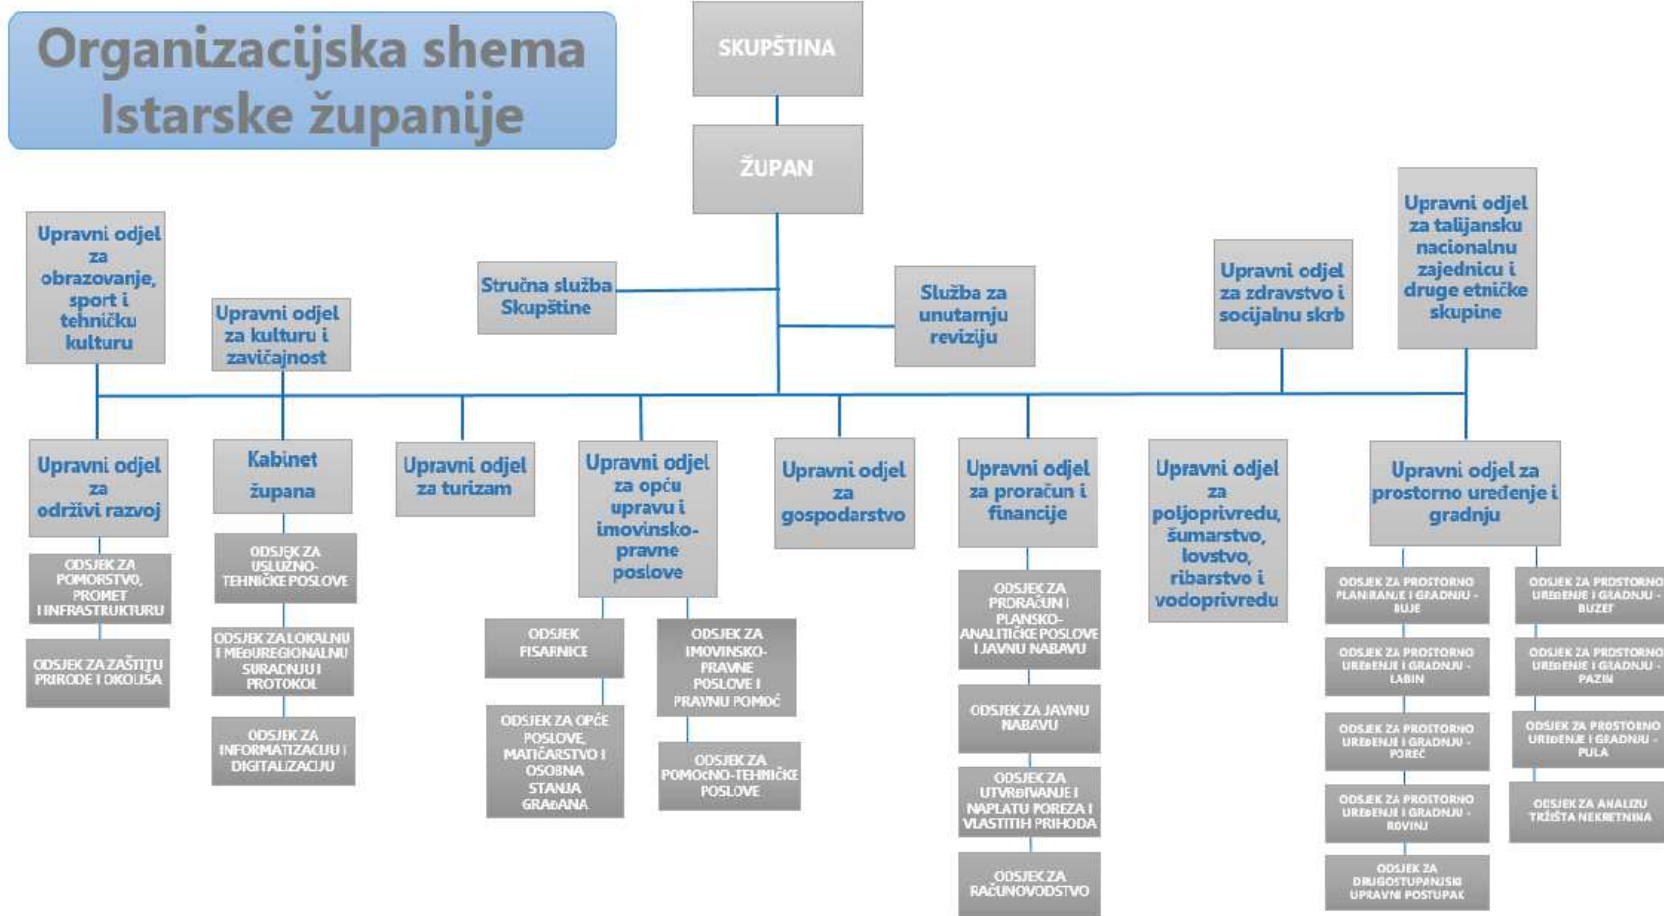 Organizacijska shema
Istarske županije
SKUPŠTINA
ŽUPAN
Upravni odjel
za
obrazovanje,
sport i
tehničku
kulturu
Upravni odjel
za kulturu i
zavičajnost
Stručna služba
Skupštine
Služba za
unutarnju
reviziju
Upravni odjel
za zdravstvo i
socijalnu skrb
Upravni odjel
za talijansku
nacionalnu
zajednicu i
druge etničke
skupine
Upravni odjel
za
održivi razvoj
ODSJEK ZA
POMORSTVO,
PROMET
I INFRASTRUKTURU
ODSJEK ZA ZAŠTITU
PRIRODE I OKOLIŠA
Kabinet
župana
ODSJEK ZA
USLUŽNO-
TEHNIČKE POSLOVE
ODSJEK ZA LOKALNU
I MEĐUREGIONALNU
SURADNJU I
PROTOKOL
ODSJEK ZA
INFORMATIZACIJU I
DIGITALIZACIJU
Upravni odjel
za turizam
Upravni odjel
za opću
upravu i
imovinsko-
pravne
poslove
ODSJEK
PISARNICE
ODSJEK ZA OPĆE
POSLOVE,
MATIČARSTVO I
OSOBNA
STANJA
GRAĐANA
ODSJEK ZA
IMOVINSKO-
PRAVNE
POSLOVE I
PRAVNU POMOĆ
ODSJEK ZA
POMOĆNO-TEHNIČKE
POSLOVE
Upravni odjel
za
gospodarstvo
Upravni odjel
za proračun i
financije
ODSJEK ZA
PRORAČUN I
PLANSKO-
ANALITIČKE POSLOVE
I JAVNU NABAVU
ODSJEK ZA JAVNU
NABAVU
ODSJEK ZA
UTVRĐIVANJE I
NAPLATU POREZA I
VLASTITIH PRIHODA
ODSJEK ZA
RAČUNOVODSTVO
Upravni odjel
za
poljoprivredu,
šumarstvo,
lovstvo,
ribarstvo i
vodoprivredu
Upravni odjel za
prostorno uređenje i
gradnju
ODSJEK ZA PROSTORNO
PLANIRANJE I GRADNJU -
BUJE
ODSJEK ZA PROSTORNO
UREĐENJE I GRADNJU -
LABIN
ODSJEK ZA PROSTORNO
UREĐENJE I GRADNJU -
POREČ
ODSJEK ZA PROSTORNO
UREĐENJE I GRADNJU -
ROVINJ
ODSJEK ZA
DRUGOSTUPANJSKI
UPRAVNI POSTUPAK
ODSJEK ZA PROSTORNO
UREĐENJE I GRADNJU -
BUZET
ODSJEK ZA PROSTORNO
UREĐENJE I GRADNJU -
PAZIN
ODSJEK ZA PROSTORNO
UREĐENJE I GRADNJU -
PULA
ODSJEK ZA ANALIZU
TRŽIŠTA NEKRETNINA